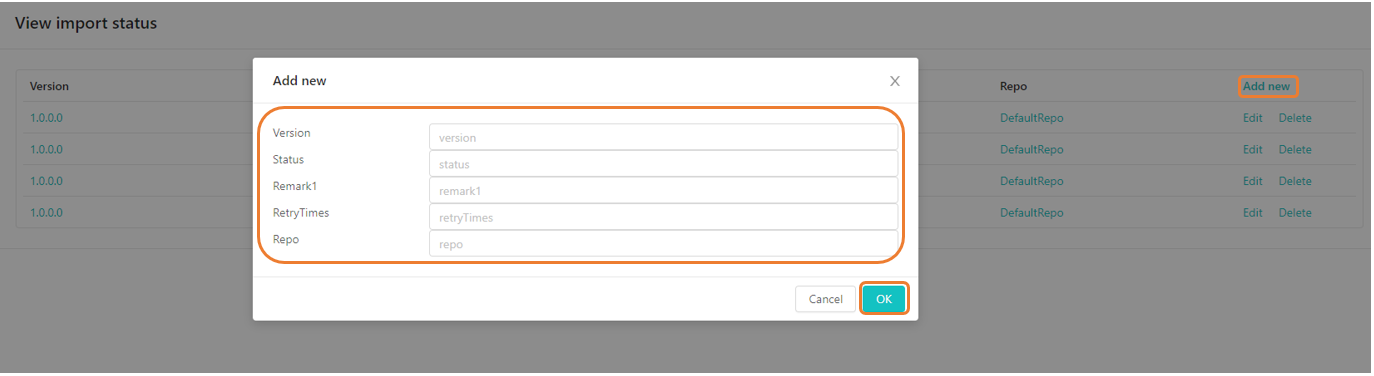 View import status
Add new
Version
Repo
Add new
1.0.0.0
DefaultRepo
Edit Delete
1.0.0.0
DefaultRepo
Edit Delete
1.0.0.0
DefaultRepo
Edit Delete
1.0.0.0
DefaultRepo
Edit Delete
Version
version
Status
status
Remark1
remark1
RetryTimes
retryTimes
Repo
repo
Cancel
OK